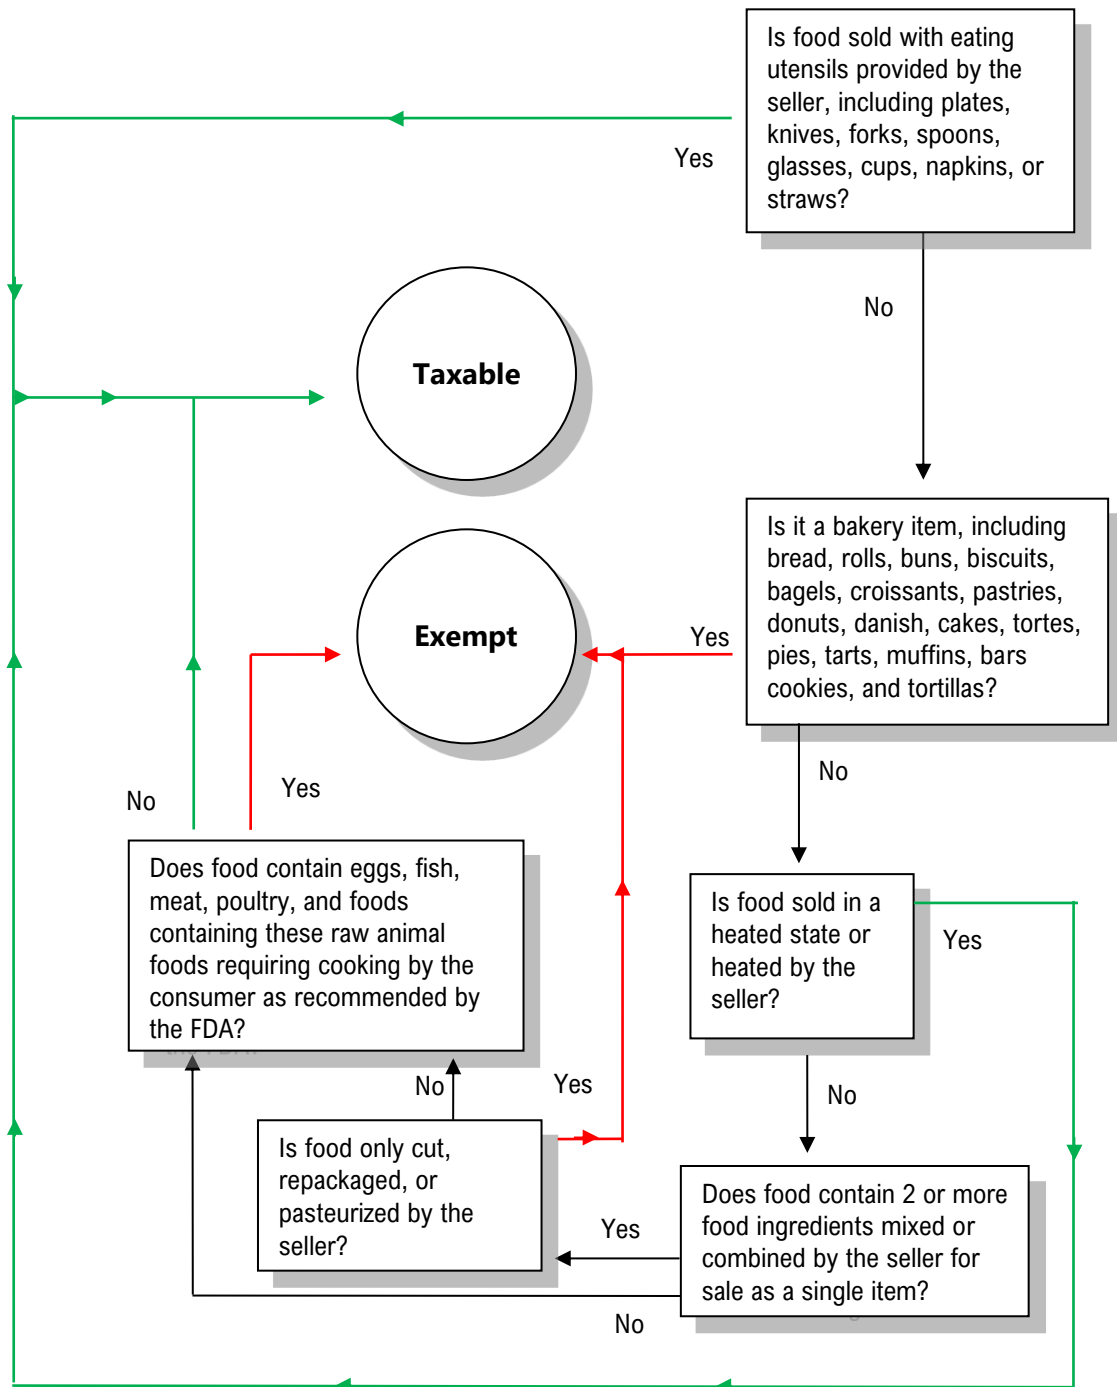 Is food sold with eating
utensils provided by the
seller, including plates,
knives, forks, spoons,
glasses, cups, napkins, or
straws?
Yes
No
Taxable
Is it a bakery item, including
bread, rolls, buns, biscuits,
bagels, croissants, pastries,
donuts, danish, cakes, tortes,
pies, tarts, muffins, bars
cookies, and tortillas?
Exempt
Yes
No
Yes
No
Does food contain eggs, fish,
meat, poultry, and foods
containing these raw animal
foods requiring cooking by the
consumer as recommended by
the FDA?
Is food sold in a
heated state or
heated by the
seller?
Yes
No
Yes
No
Is food only cut,
repackaged, or
pasteurized by the
seller?
Does food contain 2 or more
food ingredients mixed or
combined by the seller for
sale as a single item?
Yes
No